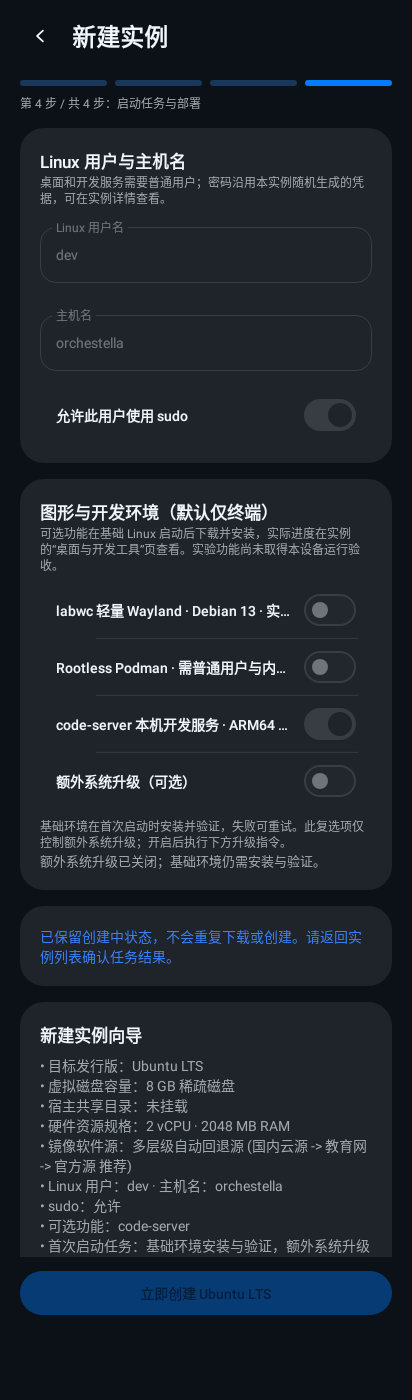 新建实例
第 4 步 / 共 4 步：启动任务与部署
Linux 用户与主机名
桌面和开发服务需要普通用户；密码沿用本实例随机生成的凭
据，可在实例详情查看。
Linux 用户名
dev
主机名
orchestella
允许此用户使用 sudo
图形与开发环境（默认仅终端）
可选功能在基础 Linux 启动后下载并安装，实际进度在实例
的“桌面与开发工具”页查看。实验功能尚未取得本设备运行验
收。
labwc 轻量 Wayland · Debian 13 · 实...
Rootless Podman · 需普通用户与内...
code-server 本机开发服务 · ARM64 ...
额外系统升级（可选）
基础环境在首次启动时安装并验证，失败可重试。此复选项仅
控制额外系统升级；开启后执行下方升级指令。
额外系统升级已关闭；基础环境仍需安装与验证。
已保留创建中状态，不会重复下载或创建。请返回实
例列表确认任务结果。
新建实例向导
• 目标发行版：Ubuntu LTS
• 虚拟磁盘容量：8 GB 稀疏磁盘
• 宿主共享目录：未挂载
• 硬件资源规格：2 vCPU · 2048 MB RAM
• 镜像软件源：多层级自动回退源 (国内云源 -> 教育网
-> 官方源 推荐)
• Linux 用户：dev · 主机名：orchestella
• sudo：允许
• 可选功能：code-server
• 首次启动任务：基础环境安装与验证，额外系统升级
立即创建 Ubuntu LTS